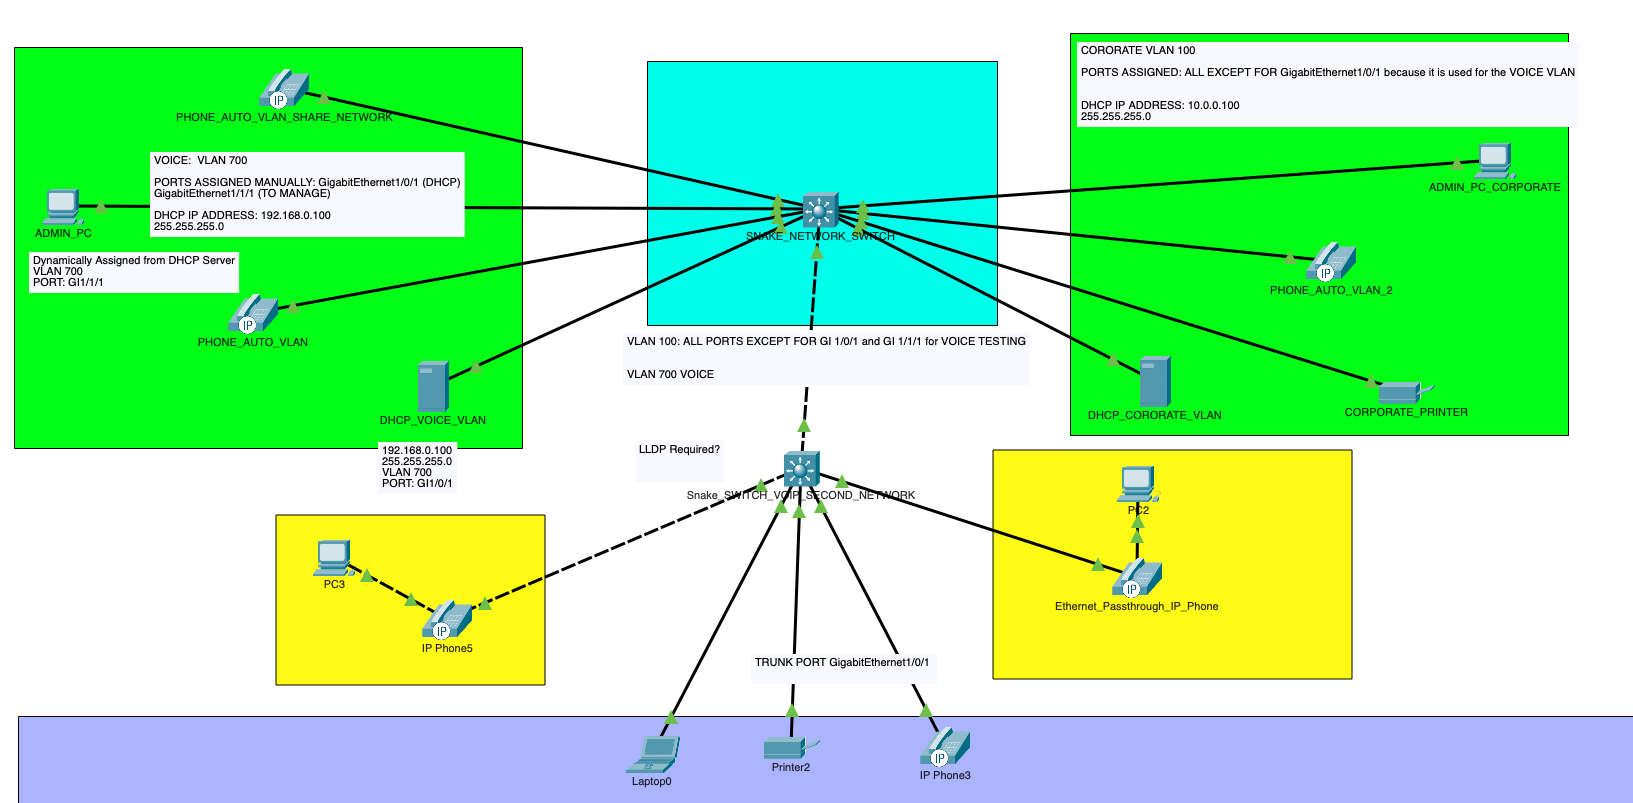 CORORATE VLAN 100
PORTS ASSIGNED: ALL EXCEPT FOR GigabitEthernet1/0/1 because it is used for the VOICE VLAN
DHCP IP ADDRESS: 10.0.0.100
255.255.255.0
IP
PHONE_AUTO_VLAN_SHARE_NETWORK
VOICE:  VLAN 700
PORTS ASSIGNED MANUALLY: GigabitEthernet1/0/1 (DHCP)
GigabitEthernet1/1/1 (TO MANAGE)
DHCP IP ADDRESS: 192.168.0.100
255.255.255.0
ADMIN_PC
Dynamically Assigned from DHCP Server
VLAN 700
PORT: GI1/1/1
IP
PHONE_AUTO_VLAN
DHCP_VOICE_VLAN
192.168.0.100
255.255.255.0
VLAN 700
PORT: GI1/0/1
SNAKE_NETWORK_SWITCH
VLAN 100: ALL PORTS EXCEPT FOR GI 1/0/1 and GI 1/1/1 for VOICE TESTING
VLAN 700 VOICE
ADMIN_PC_CORPORATE
IP
PHONE_AUTO_VLAN_2
DHCP_CORORATE_VLAN
CORPORATE_PRINTER
LLDP Required?
Snake_SWITCH_VOIP_SECOND_NETWORK
PC3
IP
IP Phone5
PC2
IP
Ethernet_Passthrough_IP_Phone
TRUNK PORT GigabitEthernet1/0/1
Laptop0
Printer2
IP
IP Phone3